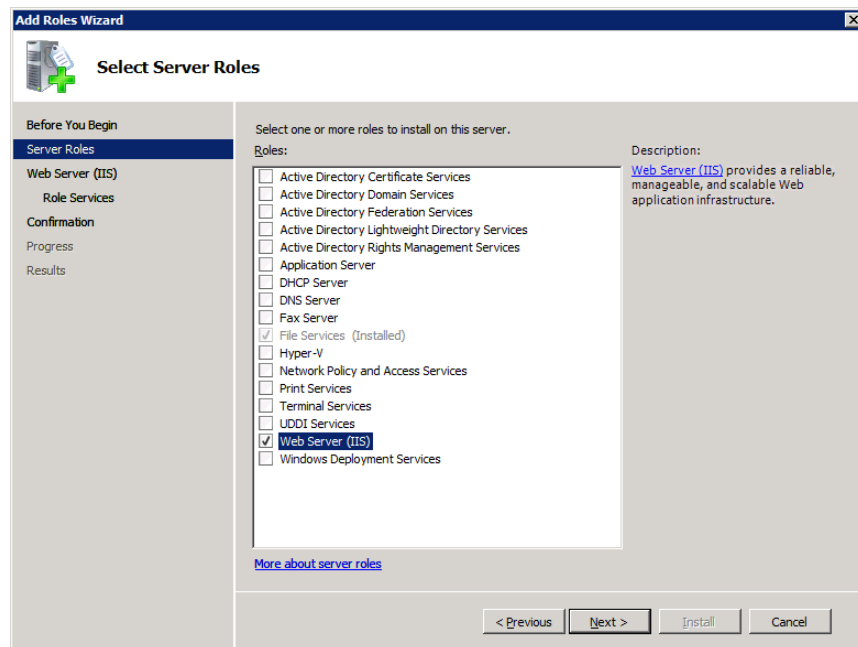 Add Roles Wizard
Select Server Roles
Before You Begin
Server Roles
Web Server (IIS)
Role Services
Confirmation
Progress
Results
Select one or more roles to install on this server.
Roles:
Active Directory Certificate Services
Active Directory Domain Services
Active Directory Federation Services
Active Directory Lightweight Directory Services
Active Directory Rights Management Services
Application Server
DHCP Server
DNS Server
Fax Server
File Services (Installed)
Hyper-V
Network Policy and Access Services
Print Services
Terminal Services
UDDI Services
Web Server (IIS)
Windows Deployment Services
More about server roles
Description:
Web Server (IIS) provides a reliable,
manageable, and scalable Web
application infrastructure.
< Previous
Next >
Install
Cancel